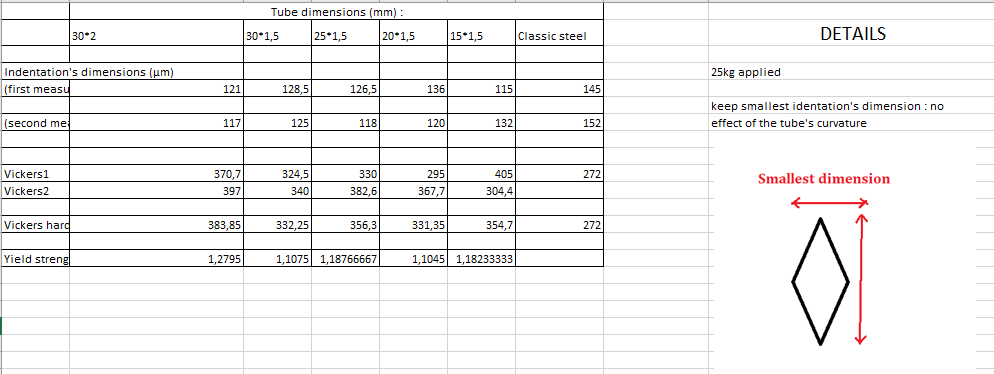 Tube dimensions (mm) :
30*2 30*1,5 25*1,5 20*1,5 15*1,5 Classic steel
DETAILS
Indentation's dimensions (µm)
25kg applied
(first measu 121 128,5 126,5 136 115 145
keep smallest identation's dimension : no
(second me 117 125 118 120 132 152
effect of the tube's curvature
Vickers1 370,7 324,5 330 295 405 272
Smallest dimension
Vickers2 397 340 382,6 367,7 304,4
Vickers hard 383,85 332,25 356,3 331,35 354,7 272
Yield streng 1,2795 1,1075 1,18766667 1,1045 1,18233333